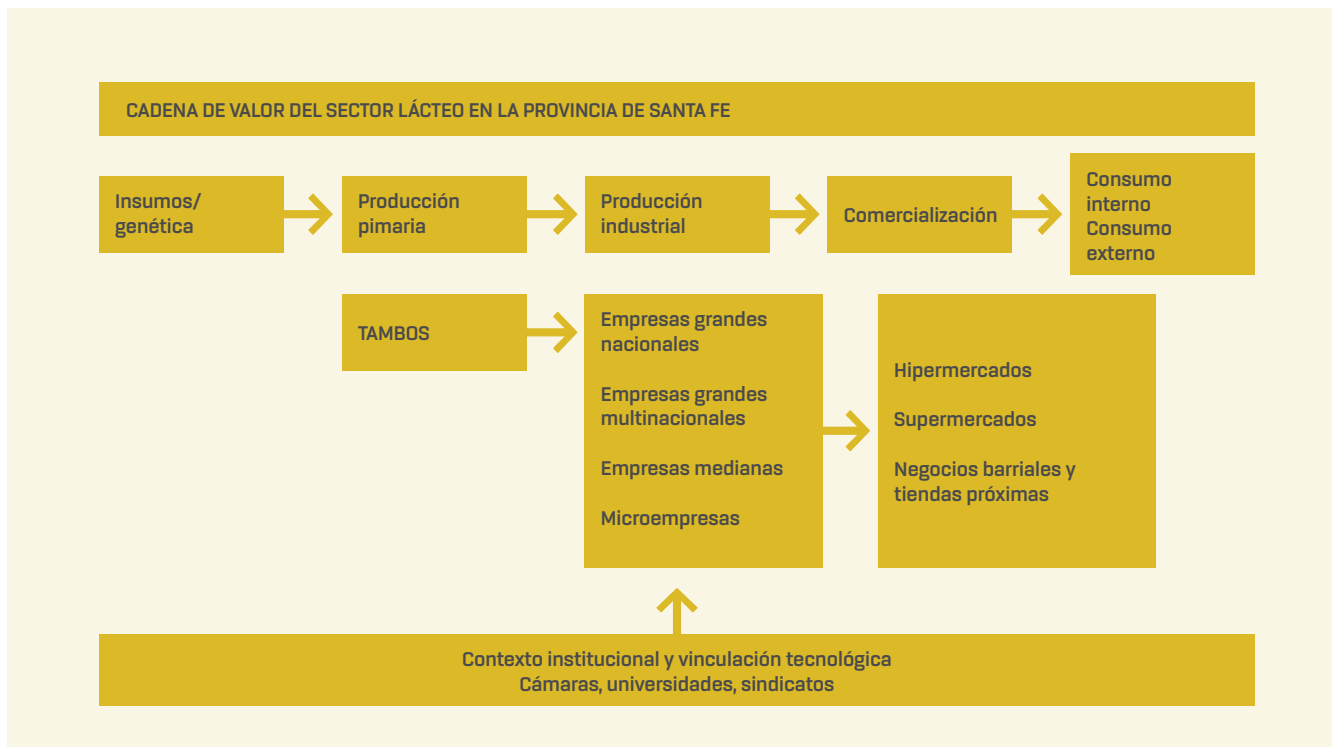 CADENA DE VALOR DEL SECTOR LÁCTEO EN LA PROVINCIA DE SANTA FE
Insumos/
genética
Producción
pimaria
Producción
industrial
Comercialización
Consumo
interno
Consumo
externo
TAMBOS
Empresas grandes
nacionales
Empresas grandes
multinacionales
Empresas medianas
Microempresas
Hipermercados
Supermercados
Negocios barriales y
tiendas próximas
Contexto institucional y vinculación tecnológica
Cámaras, universidades, sindicatos